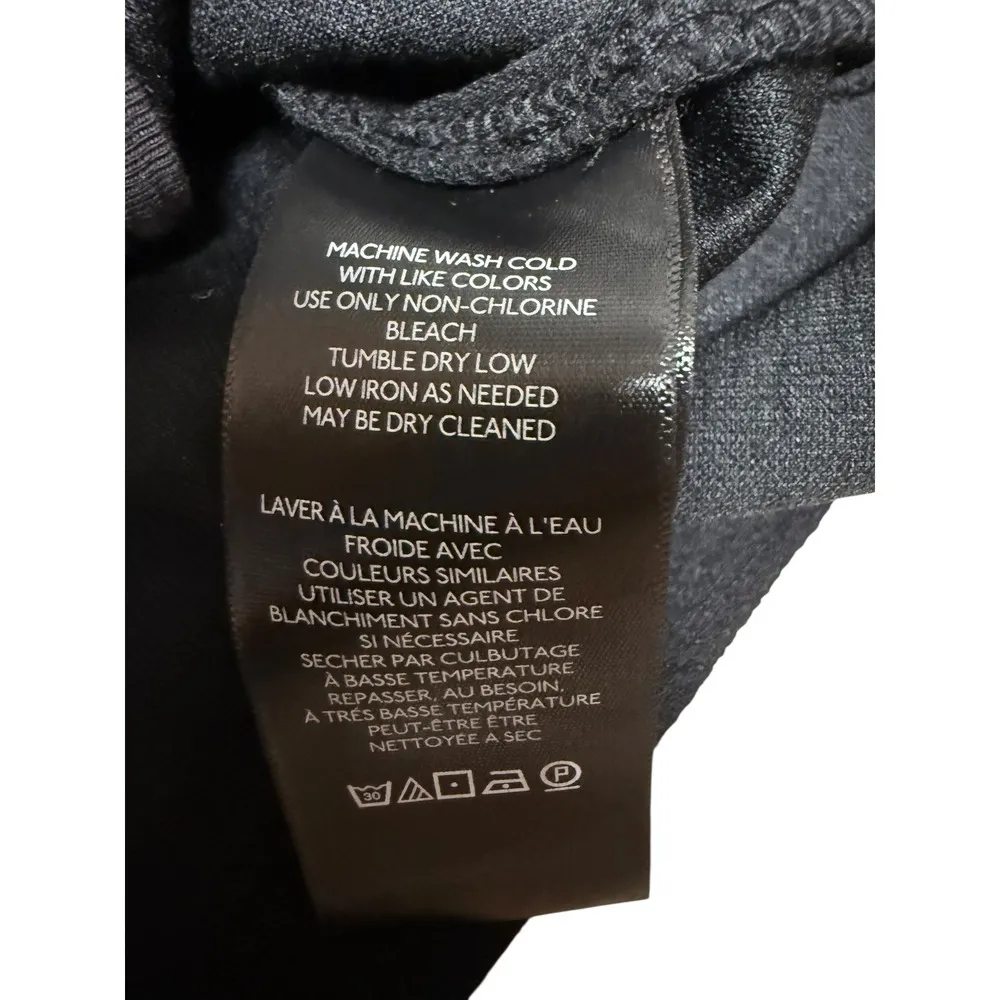 MACHINE WASH COLD
WITH LIKE COLORS
USE ONLY NON-CHLORINE
BLEACH
TUMBLE DRY LOW
LOW IRON AS NEEDED
MAY BE DRY CLEANED
LAVER À LA MACHINE À L'EAU
FROIDE AVEC
COULEURS SIMILAIRES
UTILISER UN AGENT DE
BLANCHIMENT SANS CHLORE
SI NÉCESSAIRE
SECHER PAR CULBUTAGE
À BASSE TEMPERATURE
REPASSER, AU BESOIN,
À TRÉS BASSE TEMPÉRATURE
PEUT-ÊTRE ÊTRE
NETTOYÉE A SEC
30 P